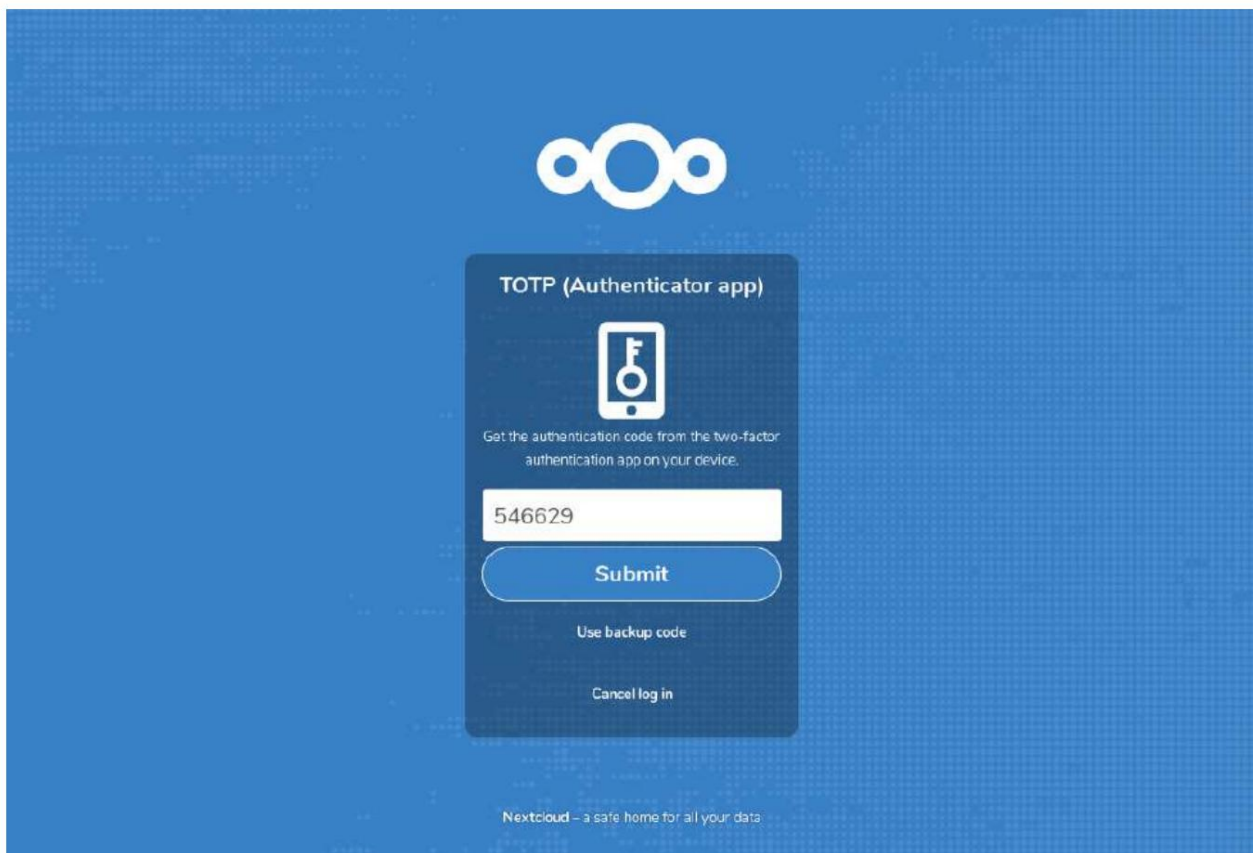 TOTP (Authenticator app)
Get the authentication code from the two-factor
authentication app on your device.
546629
Submit
Use backup code
Cancel log in
Nextcloud – a safe home for all your data